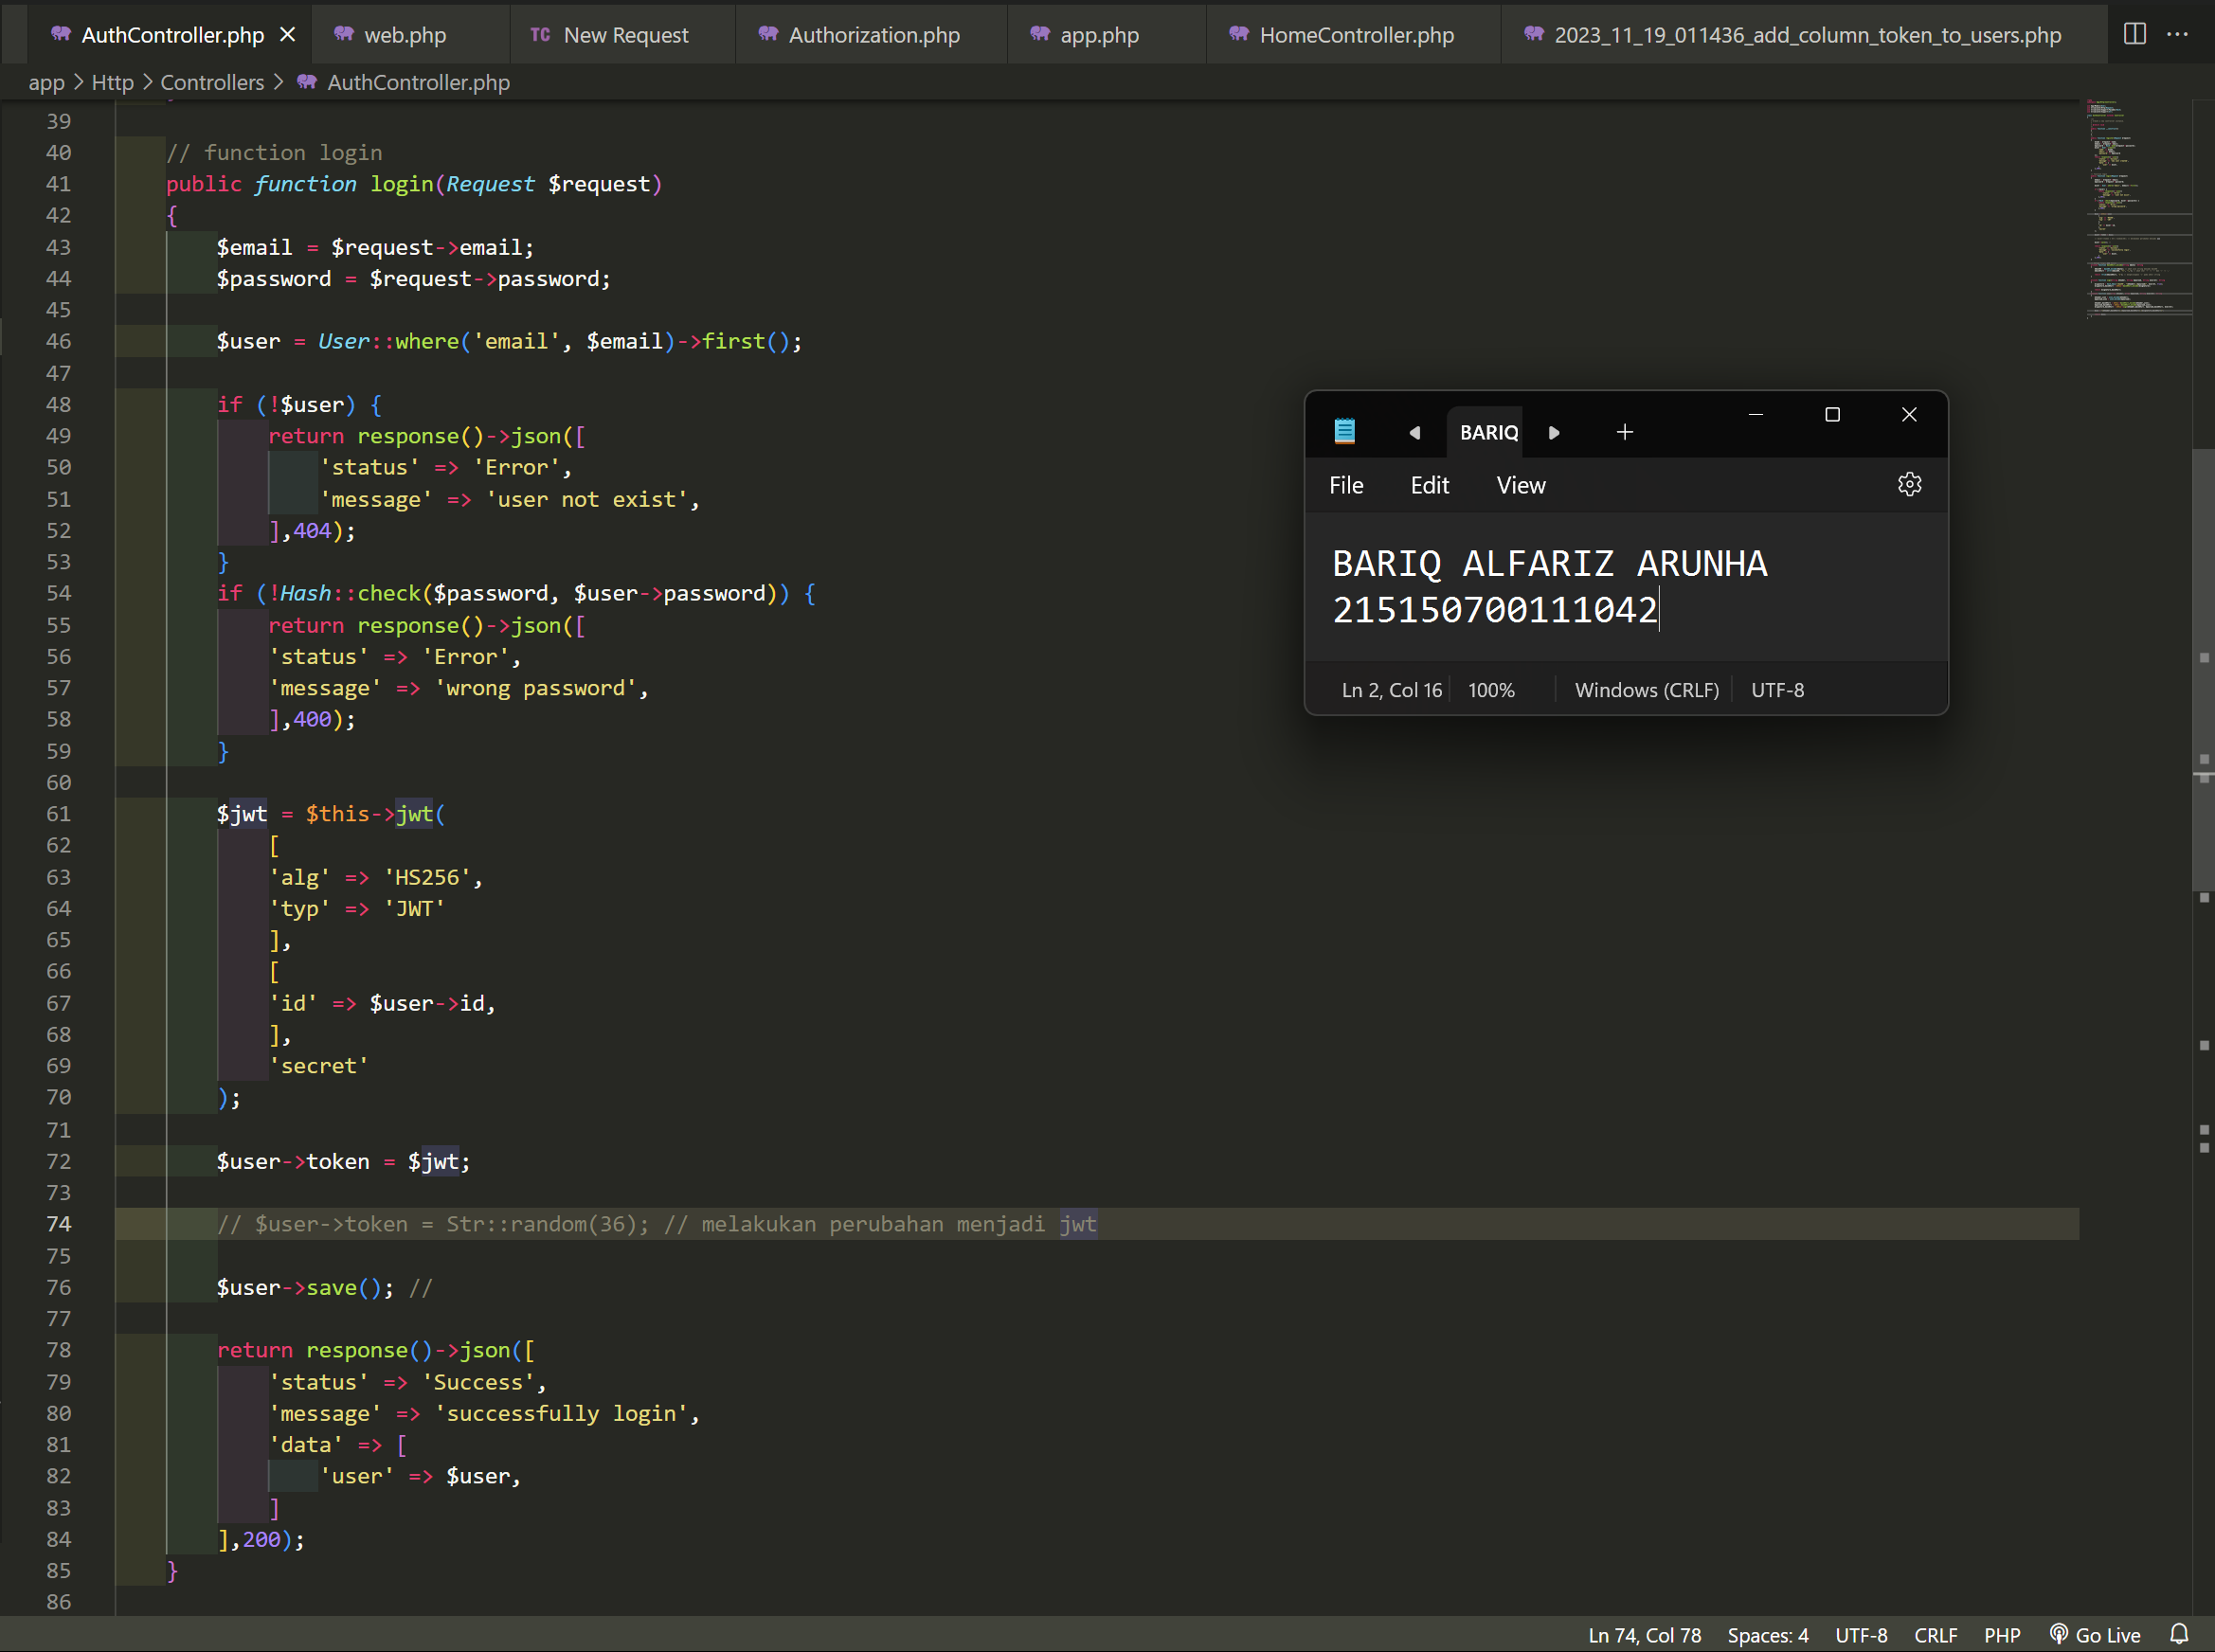 AuthController.php
web.php
TC New Request
Authorization.php
app.php
HomeController.php
2023_11_19_011436_add_column_token_to_users.php
app > Http > Controllers > AuthController.php
39
40 // function login
41 public function login(Request $request)
42 {
43 $email = $request->email;
44 $password = $request->password;
45
46 $user = User::where('email', $email)->first();
47
48 if (!$user) {
49 return response()->json([
50 'status' => 'Error',
51 'message' => 'user not exist',
52 ],404);
53 }
54 if (!Hash::check($password, $user->password)) {
55 return response()->json([
56 'status' => 'Error',
57 'message' => 'wrong password',
58 ],400);
59 }
60
61 $jwt = $this->jwt(
62 [
63 'alg' => 'HS256',
64 'typ' => 'JWT'
65 ],
66 [
67 'id' => $user->id,
68 ],
69 'secret'
70 );
71
72 $user->token = $jwt;
73
74 // $user->token = Str::random(36); // melakukan perubahan menjadi jwt
75
76 $user->save(); //
77
78 return response()->json([
79 'status' => 'Success',
80 'message' => 'successfully login',
81 'data' => [
82 'user' => $user,
83 ]
84 ],200);
85 }
86
BARIQ
File Edit View
BARIQ ALFARIZ ARUNHA
215150700111042
Ln 2, Col 16 100% Windows (CRLF) UTF-8
Ln 74, Col 78 Spaces: 4 UTF-8 CRLF PHP Go Live